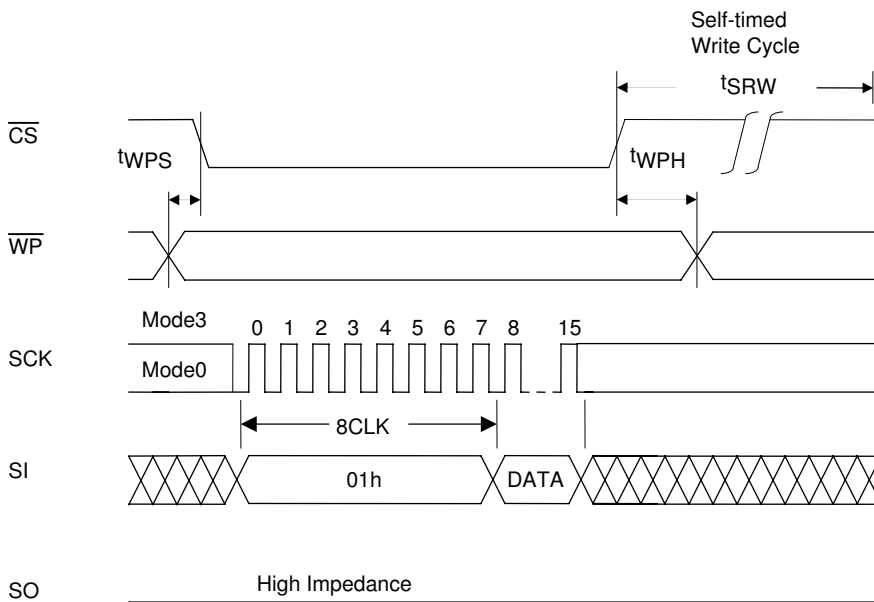 Self-timed
Write Cycle
tSRW
CS
tWPS
tWPH
WP
Mode3
0 1 2 3 4 5 6 7 8 15
SCK
Mode0
8CLK
SI
01h
DATA
High Impedance
SO